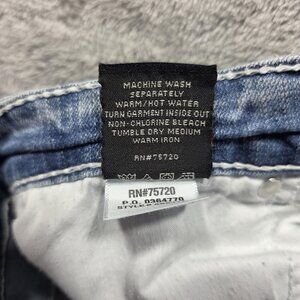 MACHINE WASH
SEPARATELY
WARM/HOT WATER
TURN GARMENT INSIDE OUT
NON-CHLORINE BLEACH
TUMBLE DRY MEDIUM
WARM IRON
RN#75720
RN#75720
P.O. 0364770
STYLE#